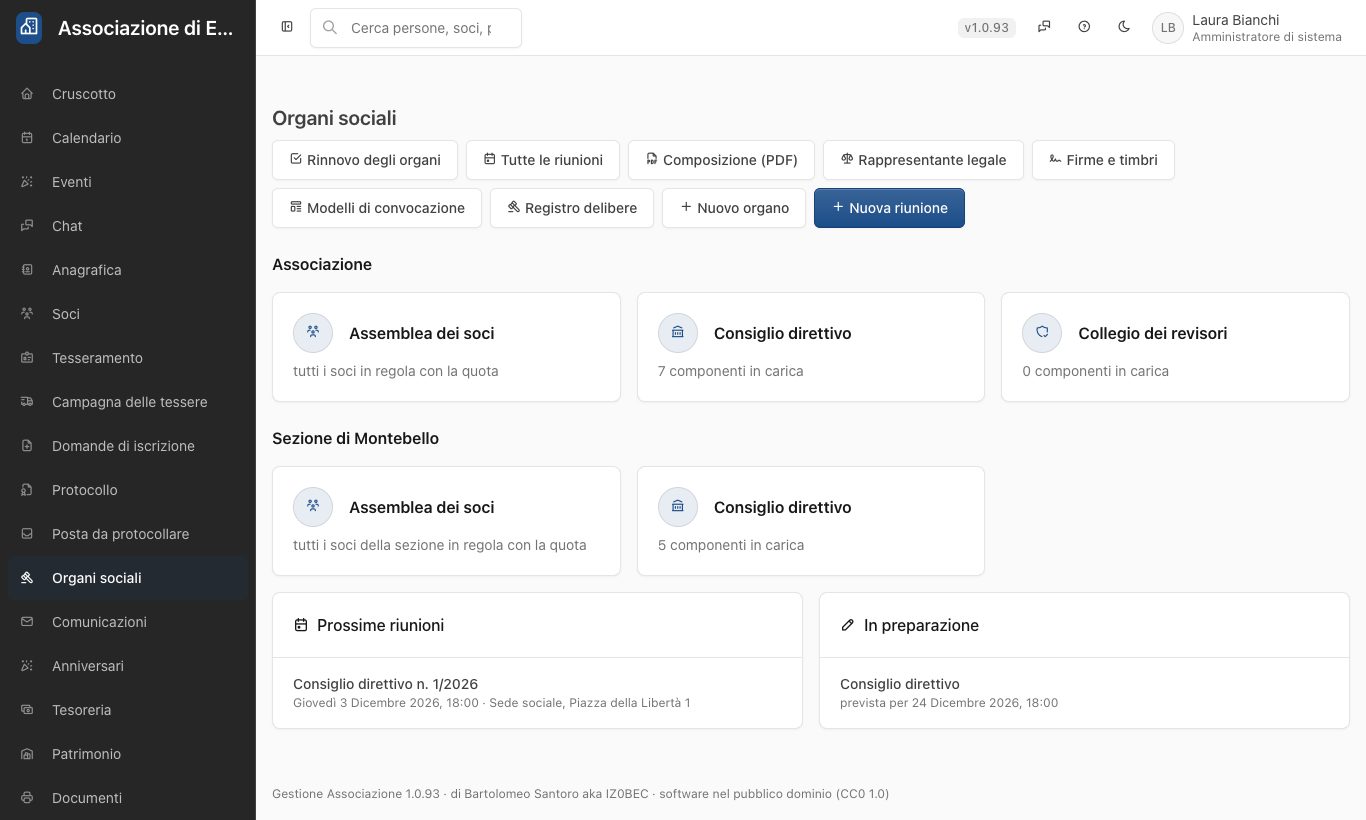 Associazione di E...
Cerca persone, soci, p
v1.0.93
LB
Laura Bianchi
Amministratore di sistema
Cruscotto
Calendario
Eventi
Chat
Anagrafica
Soci
Tesseramento
Campagna delle tessere
Domande di iscrizione
Protocollo
Posta da protocollare
Organi sociali
Comunicazioni
Anniversari
Tesoreria
Patrimonio
Documenti
Organi sociali
Rinnovo degli organi
Tutte le riunioni
Composizione (PDF)
Rappresentante legale
Firme e timbri
Modelli di convocazione
Registro delibere
Nuovo organo
Nuova riunione
Associazione
Assemblea dei soci
tutti i soci in regola con la quota
Consiglio direttivo
7 componenti in carica
Collegio dei revisori
0 componenti in carica
Sezione di Montebello
Assemblea dei soci
tutti i soci della sezione in regola con la quota
Consiglio direttivo
5 componenti in carica
Prossime riunioni
Consiglio direttivo n. 1/2026
Giovedì 3 Dicembre 2026, 18:00 · Sede sociale, Piazza della Libertà 1
In preparazione
Consiglio direttivo
prevista per 24 Dicembre 2026, 18:00
Gestione Associazione 1.0.93 · di Bartolomeo Santoro aka IZ0BEC · software nel pubblico dominio (CC0 1.0)